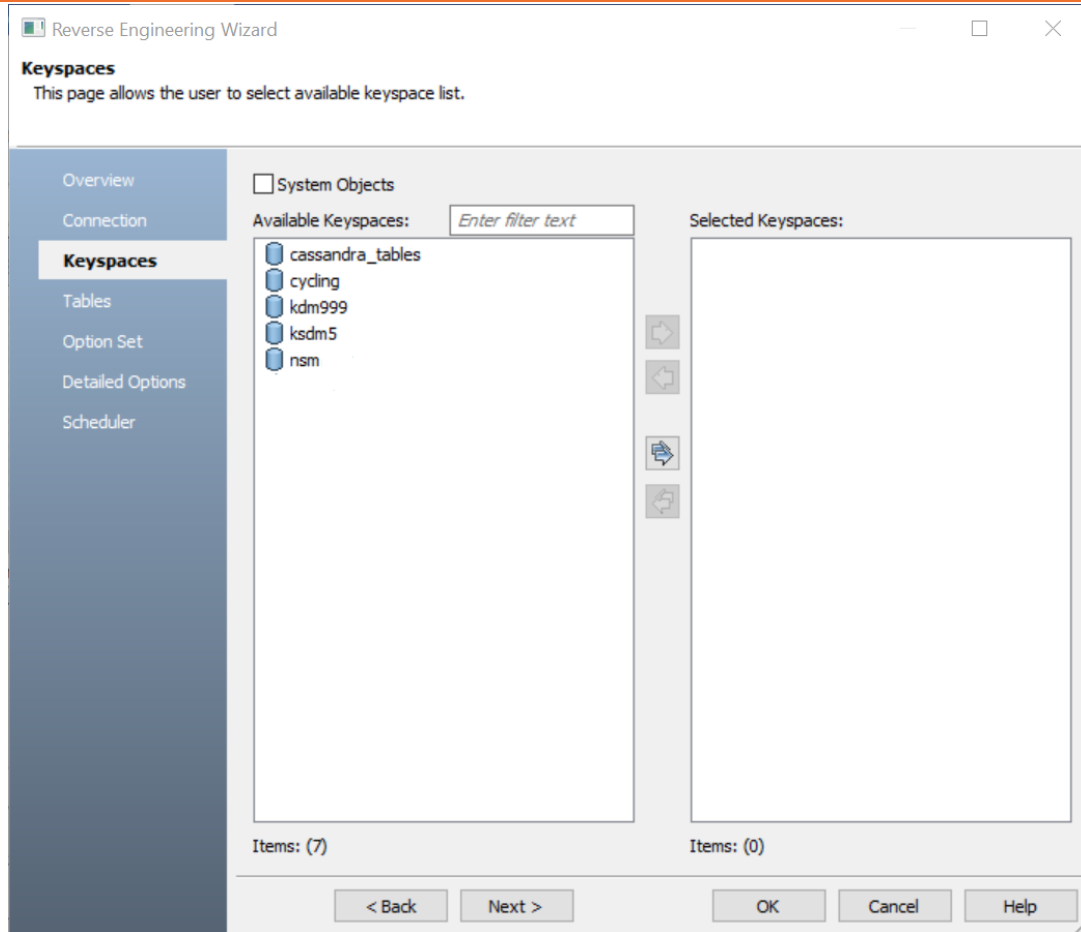 Reverse Engineering Wizard
Keyspaces
This page allows the user to select available keyspace list.
Overview
Connection
Keyspaces
Tables
Option Set
Detailed Options
Scheduler
System Objects
Available Keyspaces:
Enter filter text
cassandra_tables
cycling
kdm999
ksdm5
nsm
Items: (7)
Selected Keyspaces:
Items: (0)
< Back
Next >
OK
Cancel
Help